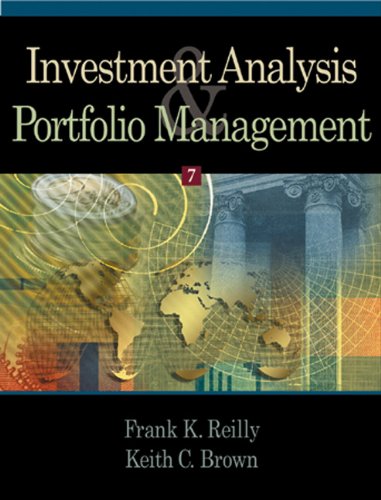 Investment Analysis
&
Portfolio Management
7
Frank K. Reilly
Keith C. Brown